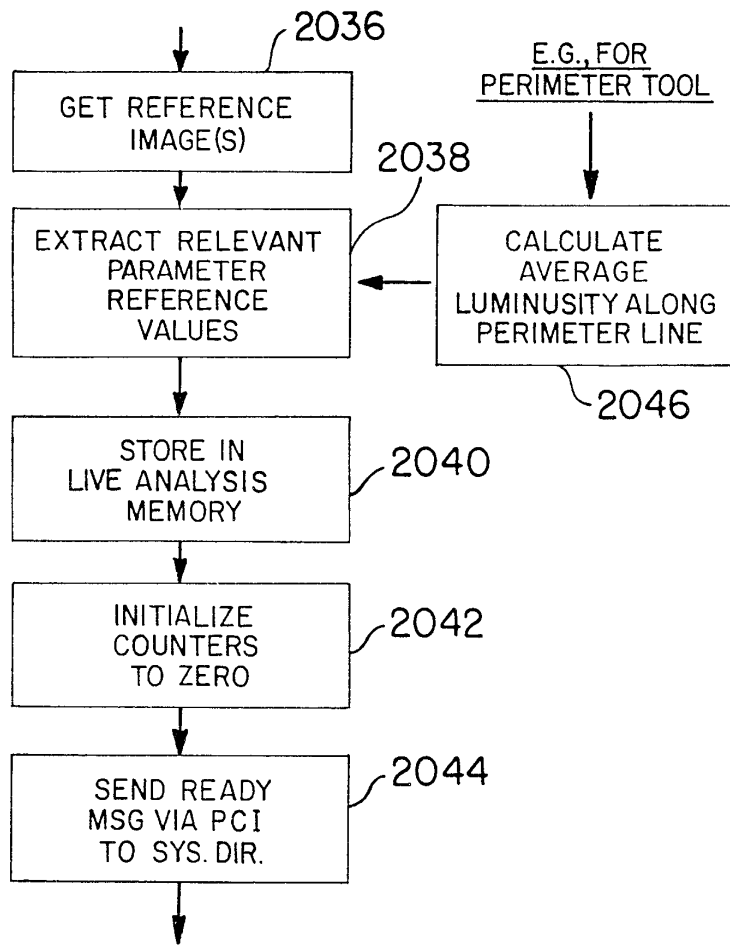 2036
GET REFERENCE
IMAGE(S)
E.G., FOR
PERIMETER TOOL
2038
EXTRACT RELEVANT
PARAMETER
REFERENCE
VALUES
CALCULATE
AVERAGE
LUMINUSITY ALONG
PERIMETER LINE
2046
STORE IN
LIVE ANALYSIS
MEMORY
2040
INITIALIZE
COUNTERS
TO ZERO
2042
SEND READY
MSG VIA PCI
TO SYS. DIR.
2044